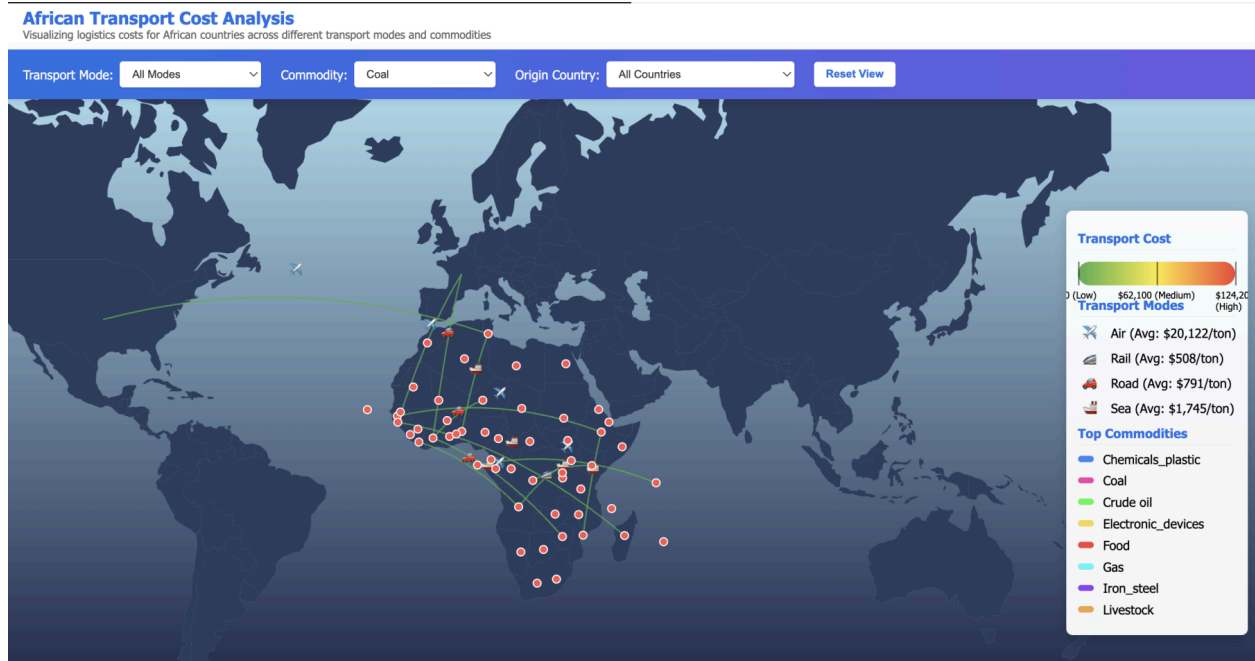 African Transport Cost Analysis
Visualizing logistics costs for African countries across different transport modes and commodities
Transport Mode: All Modes Commodity: Coal Origin Country: All Countries Reset View
Transport Cost
0 (Low) $62,100 (Medium) $124,20
(High)
Transport Modes
Air (Avg: $20,122/ton)
Rail (Avg: $508/ton)
Road (Avg: $791/ton)
Sea (Avg: $1,745/ton)
Top Commodities
Chemicals_plastic
Coal
Crude oil
Electronic_devices
Food
Gas
Iron_steel
Livestock